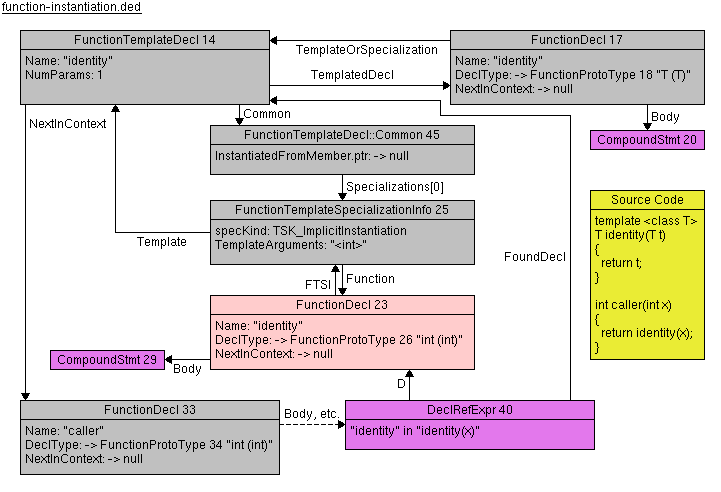 function-instantiation.ded
FunctionTemplateDecl 14
Name: "identity"
NumParams: 1
TemplateOrSpecialization
TemplatedDecl
FunctionDecl 17
Name: "identity"
DeclType: -> FunctionProtoType 18 "T (T)"
NextInContext: -> null
NextInContext
Common
Body
FunctionTemplateDecl::Common 45
InstantiatedFromMember.ptr: -> null
CompoundStmt 20
Specializations[0]
FunctionTemplateSpecializationInfo 25
specKind: TSK_ImplicitInstantiation
TemplateArguments: "<int>"
Template
FoundDecl
Source Code
template <class T>
T identity(T t)
{
return t;
}
int caller(int x)
{
return identity(x);
}
FTSI
Function
FunctionDecl 23
Name: "identity"
DeclType: -> FunctionProtoType 26 "int (int)"
NextInContext: -> null
CompoundStmt 29
Body
D
FunctionDecl 33
Name: "caller"
DeclType: -> FunctionProtoType 34 "int (int)"
NextInContext: -> null
Body, etc.
DeclRefExpr 40
"identity" in "identity(x)"